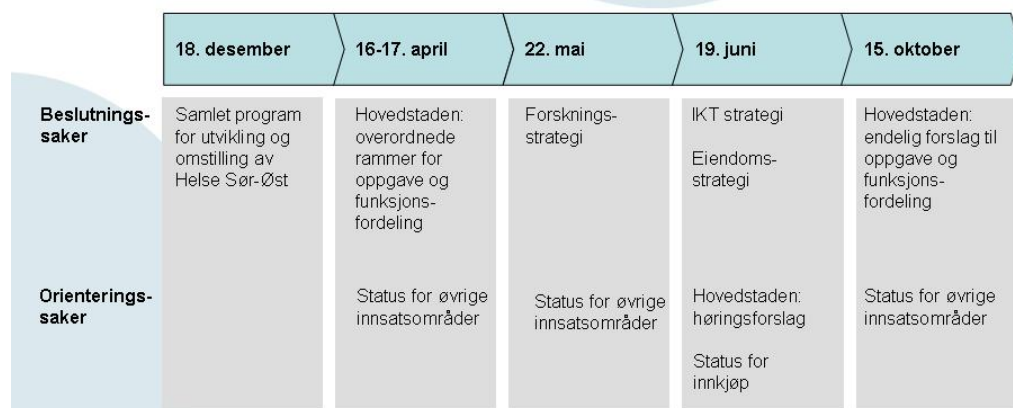 18. desember
16-17. april
22. mai
19. juni
15. oktober
Beslutnings-
saker
Samlet program
for utvikling og
omstilling av
Helse Sør-Øst
Hovedstaden:
overordnede
rammer for
oppgave og
funksjons-
fordeling
Forsknings-
strategi
IKT strategi
Eiendoms-
strategi
Hovedstaden:
endelig forslag til
oppgave og
funksjons-
fordeling
Orienterings-
saker
Status for øvrige
innsatsområder
Status for øvrige
innsatsområder
Hovedstaden:
høringsforslag
Status for
innkjøp
Status for øvrige
innsatsområder